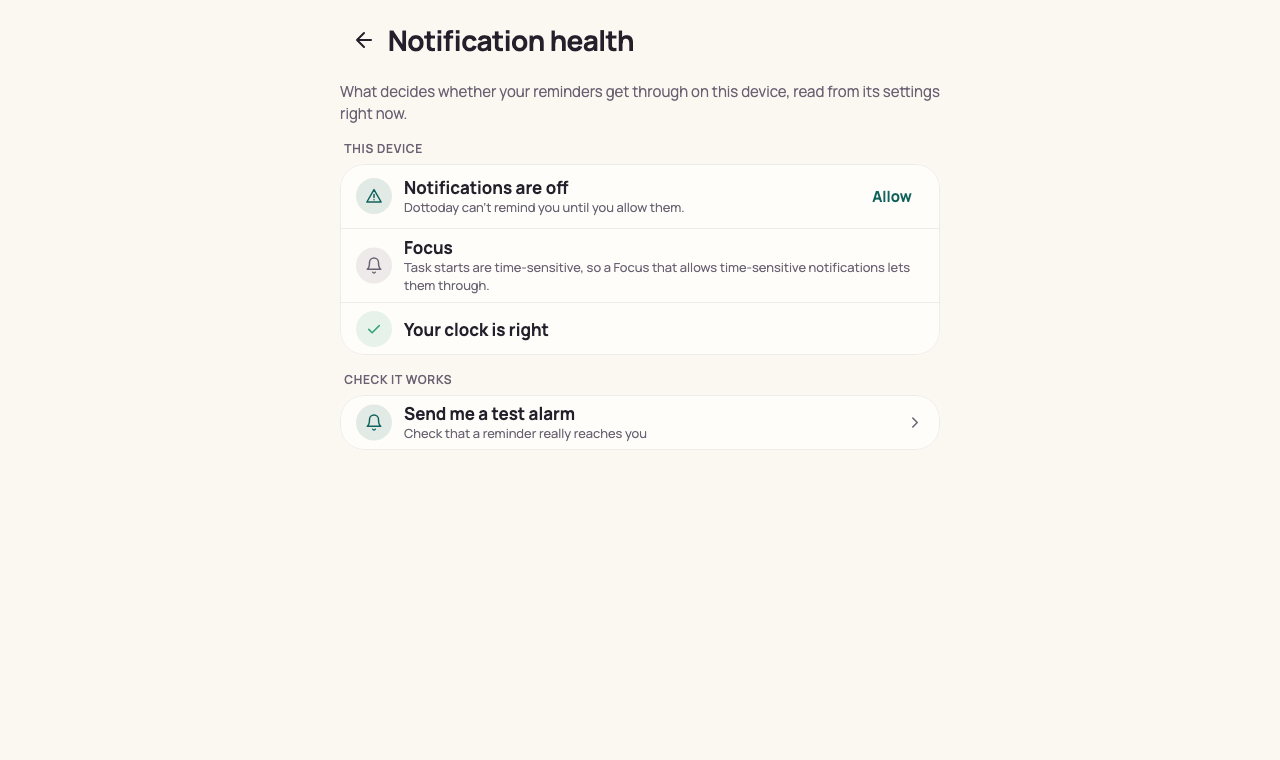 Notification health
What decides whether your reminders get through on this device, read from its settings
right now.
THIS DEVICE
Notifications are off
Dottoday can't remind you until you allow them.
Allow
Focus
Task starts are time-sensitive, so a Focus that allows time-sensitive notifications lets
them through.
Your clock is right
CHECK IT WORKS
Send me a test alarm
Check that a reminder really reaches you